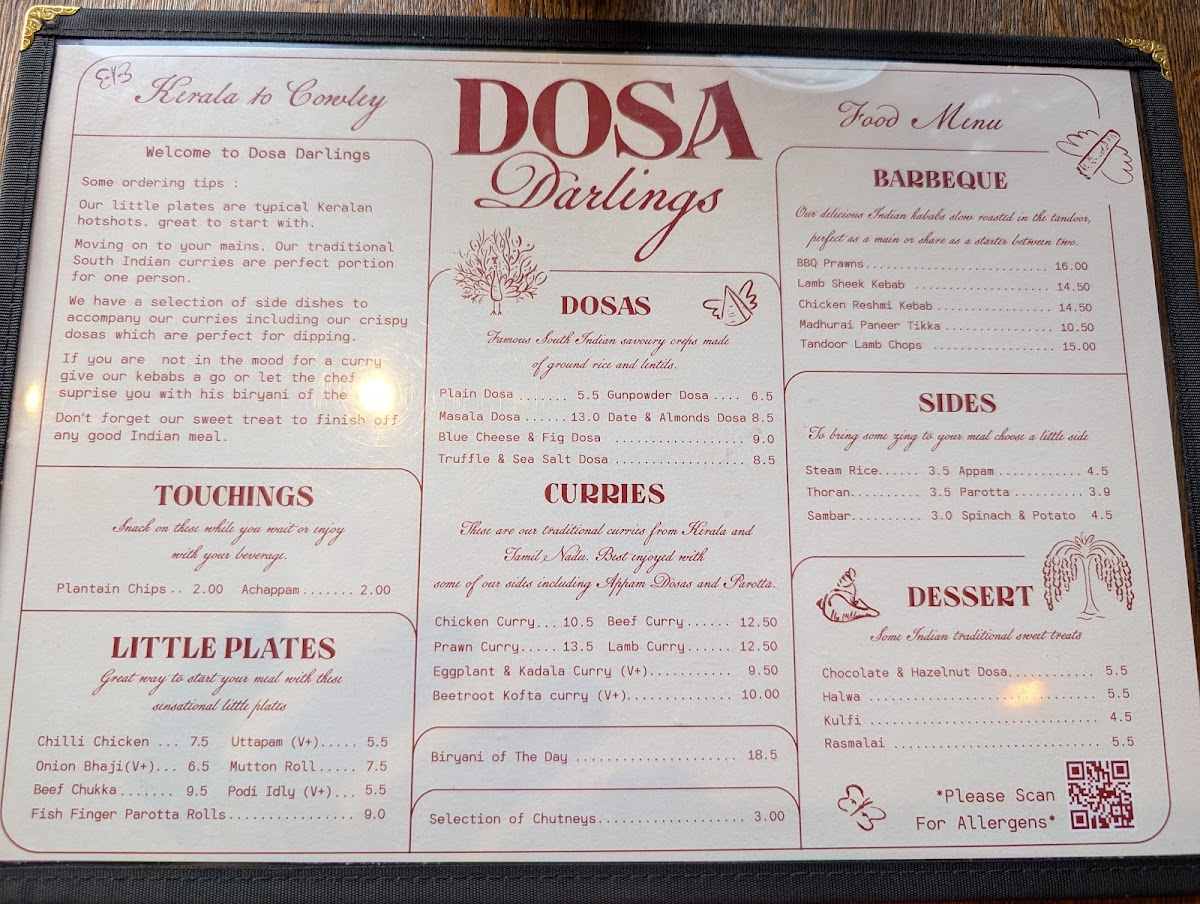 Kerala to Cowley
DOSA
Darlings
Food Menu
Welcome to Dosa Darlings
Some ordering tips :
Our little plates are typical Keralan
hotshots. great to start with.
Moving on to your mains. Our traditional
South Indian curries are perfect portion
for one person.
We have a selection of side dishes to
accompany our curries including our crispy
dosas which are perfect for dipping.
If you are not in the mood for a curry
give our kebabs a go or let the chef
suprise you with his biryani of the
Don't forget our sweet treat to finish off
any good Indian meal.
TOUCHINGS
Snack on these while you wait or enjoy
with your beverage.
Plantain Chips.. 2.00 Achappam....... 2.00
LITTLE PLATES
Great way to start your meal with these
sensational little plates
Chilli Chicken ... 7.5 Uttapam (V+)..... 5.5
Onion Bhaji(V+)... 6.5 Mutton Roll..... 7.5
Beef Chukka....... 9.5 Podi Idly (V+)... 5.5
Fish Finger Parotta Rolls................ 9.0
DOSAS
Famous South Indian savoury creps made
of ground rice and lentils.
Plain Dosa ....... 5.5 Gunpowder Dosa .... 6.5
Masala Dosa ...... 13.0 Date & Almonds Dosa 8.5
Blue Cheese & Fig Dosa ................. 9.0
Truffle & Sea Salt Dosa ................. 8.5
CURRIES
These are our traditional curries from Kerala and
Tamil Nadu. Best enjoyed with
some of our sides including Appam Dosas and Parotta.
Chicken Curry... 10.5 Beef Curry...... 12.50
Prawn Curry..... 13.5 Lamb Curry...... 12.50
Eggplant & Kadala Curry (V+)........... 9.50
Beetroot Kofta curry (V+).............. 10.00
Biryani of The Day ..................... 18.5
Selection of Chutneys................... 3.00
BARBEQUE
Our delicious Indian kababs slow roasted in the tandoor,
perfect as a main or share as a starter between two.
BBQ Prawns........................... 16.00
Lamb Sheek Kebab .................... 14.50
Chicken Reshmi Kebab ................. 14.50
Madhurai Paneer Tikka ................ 10.50
Tandoor Lamb Chops .................. 15.00
SIDES
To bring some zing to your meal choose a little side
Steam Rice...... 3.5 Appam ............ 4.5
Thoran.......... 3.5 Parotta .......... 3.9
Sambar.......... 3.0 Spinach & Potato 4.5
DESSERT
Some Indian traditional sweet treats
Chocolate & Hazelnut Dosa............ 5.5
Halwa .............................. 5.5
Kulfi .............................. 4.5
Rasmalai ........................... 5.5
*Please Scan
For Allergens*